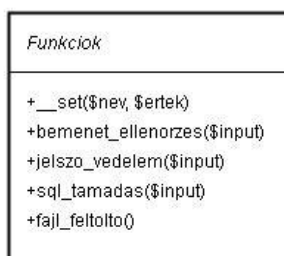 Funkciok
+__set($nev, $ertek)
+bemenet_ellenorzes($input)
+jelszo_vedelem($input)
+sql_tamadas($input)
+fajl_feltolto()